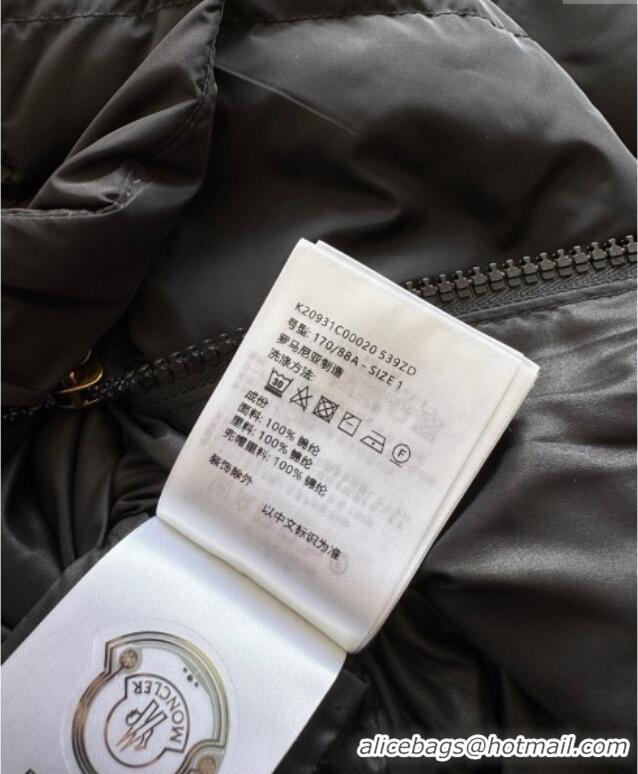 K20931C00020 539ZD
号型: 170/88A - SIZE 1
罗马尼亚制造
洗涤方法:
30
F
成份
面料: 100% 锦纶
里料: 100% 锦纶
兜帽里料: 100% 锦纶
装饰除外
以中文标识为准
MONCLER
alicebags@hotmail.com